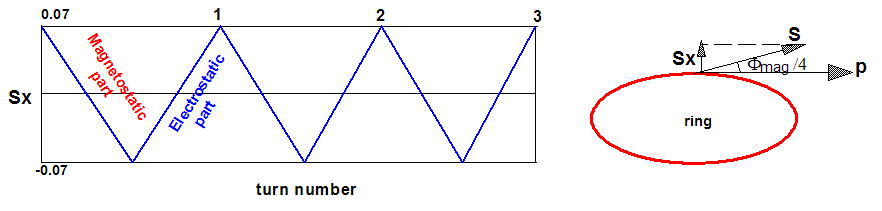 0.07
1
2
3
Magnetostatic
part
Electrostatic
part
Sx
-0.07
turn number
Sx
S
Φmag /4
p
ring